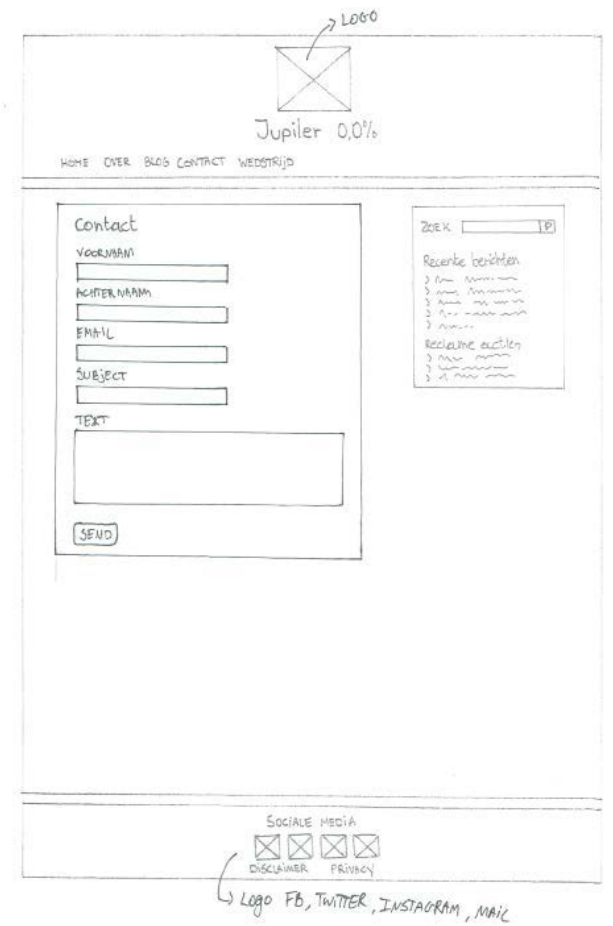 LOGO
Jupiler 0,0%
HOME OVER BLOG CONTACT WEDSTRIJD
Contact
VOORNAAM
ACHTERNAAM
EMAIL
SUBJECT
TEXT
SEND
ZOEK
Recente berichten
Reclame actien
SOCIALE MEDIA
DISCLAIMER PRIVACY
Logo FB, TWITTER, INSTAGRAM, MAIL